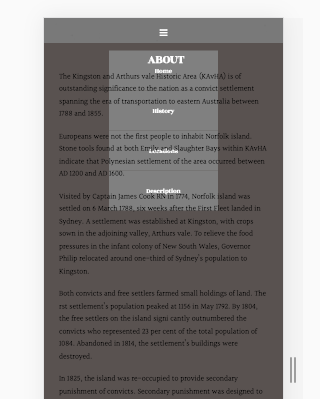 ABOUT
Home
History
Locations
Description
The Kingston and Arthurs vale Historic Area (KAVHA) is of
outstanding significance to the nation as a convict settlement
spanning the era of transportation to eastern Australia between
1788 and 1855.
Europeans were not the first people to inhabit Norfolk Island.
Stone tools found at both Emily and Slaughter Bays within KAVHA
indicate that Polynesian settlement of the area occurred between
AD 1200 and AD 1600.
Visited by Captain James Cook RN in 1774, Norfolk Island was
settled on 6 March 1788, six weeks after the First Fleet landed in
Sydney. A settlement was established at Kingston, with crops
sown in the adjoining valley, Arthurs vale. To relieve the food
pressures in the infant colony of New South Wales, Governor
Philip relocated around one-third of Sydney's population to
Kingston.
Both convicts and free settlers farmed small holdings of land. The
rst settlement's population peaked at 1156 in May 1792. By 1804,
the free settlers on the island signi cantly outnumbered the
convicts who represented 23 per cent of the total population of
1084. Abandoned in 1814, the settlement's buildings were
destroyed.
In 1825, the island was re-occupied to provide secondary
punishment of convicts. Secondary punishment was designed to